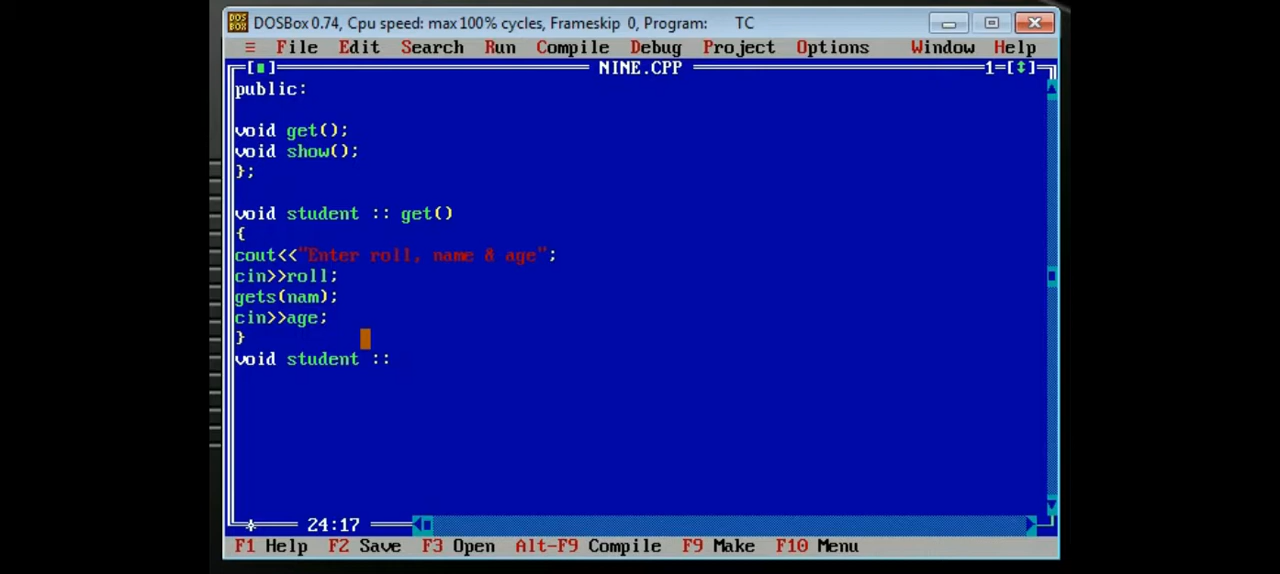 DOS
BOX
DOSBox 0.74, Cpu speed: max 100% cycles, Frameskip 0, Program: TC
≡ File Edit Search Run Compile Debug Project Options Window Help
[■] NINE.CPP 1=[↕]
public:
void get();
void show();
};
void student :: get()
{
cout<<"Enter roll, name & age";
cin>>roll;
gets(nam);
cin>>age;
}
void student ::
* 24:17
F1 Help F2 Save F3 Open Alt-F9 Compile F9 Make F10 Menu